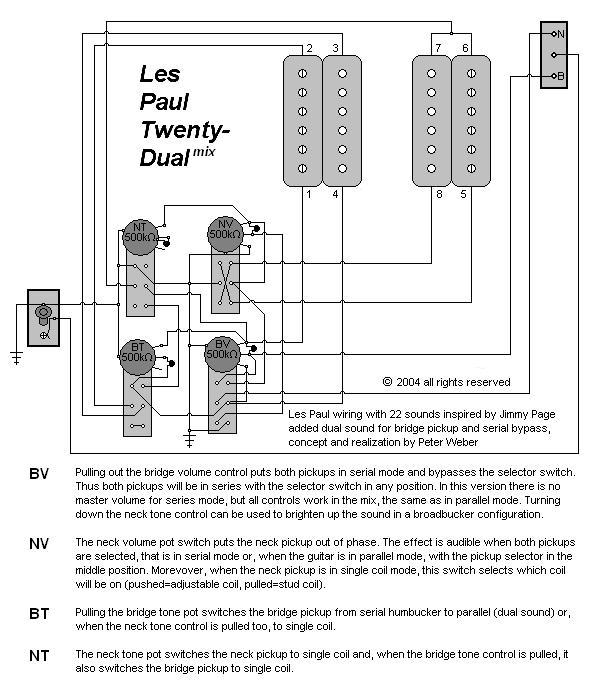 Les
Paul
Twenty-
Dual mix
2 3
7 6
N
B
1 4
8 5
NT
500kΩ
NV
500kΩ
BT
500kΩ
BV
500kΩ
© 2004 all rights reserved
Les Paul wiring with 22 sounds inspired by Jimmy Page
added dual sound for bridge pickup and serial bypass,
concept and realization by Peter Weber
BV Pulling out the bridge volume control puts both pickups in serial mode and bypasses the selector switch.
Thus both pickups will be in series with the selector switch in any position. In this version there is no
master volume for series mode, but all controls work in the mix, the same as in parallel mode. Turning
down the neck tone control can be used to brighten up the sound in a broadbucker configuration.
NV The neck volume pot switch puts the neck pickup out of phase. The effect is audible when both pickups
are selected, that is in serial mode or, when the guitar is in parallel mode, with the pickup selector in the
middle position. Morevover, when the neck pickup is in single coil mode, this switch selects which coil
will be on (pushed=adjustable coil, pulled=stud coil).
BT Pulling the bridge tone pot switches the bridge pickup from serial humbucker to parallel (dual sound) or,
when the neck tone control is pulled too, to single coil.
NT The neck tone pot switches the neck pickup to single coil and, when the bridge tone control is pulled, it
also switches the bridge pickup to single coil.